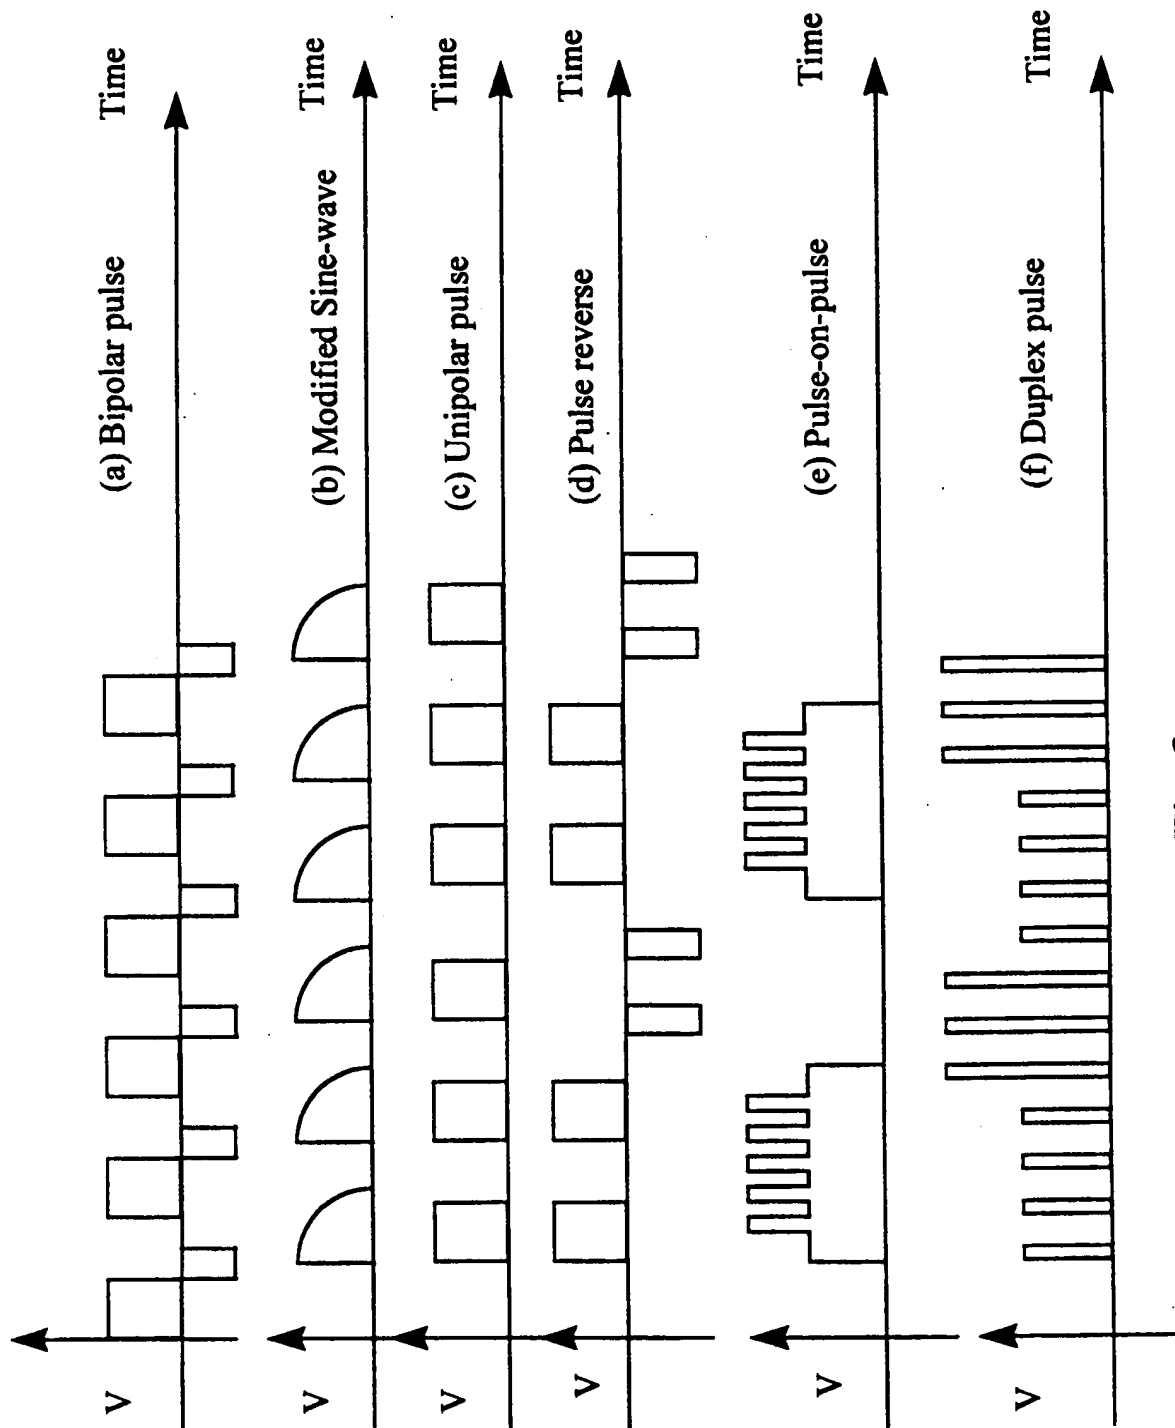 V
(a) Bipolar pulse
Time
V
(b) Modified Sine-wave
Time
V
(c) Unipolar pulse
Time
V
(d) Pulse reverse
Time
V
(e) Pulse-on-pulse
Time
V
(f) Duplex pulse
Time